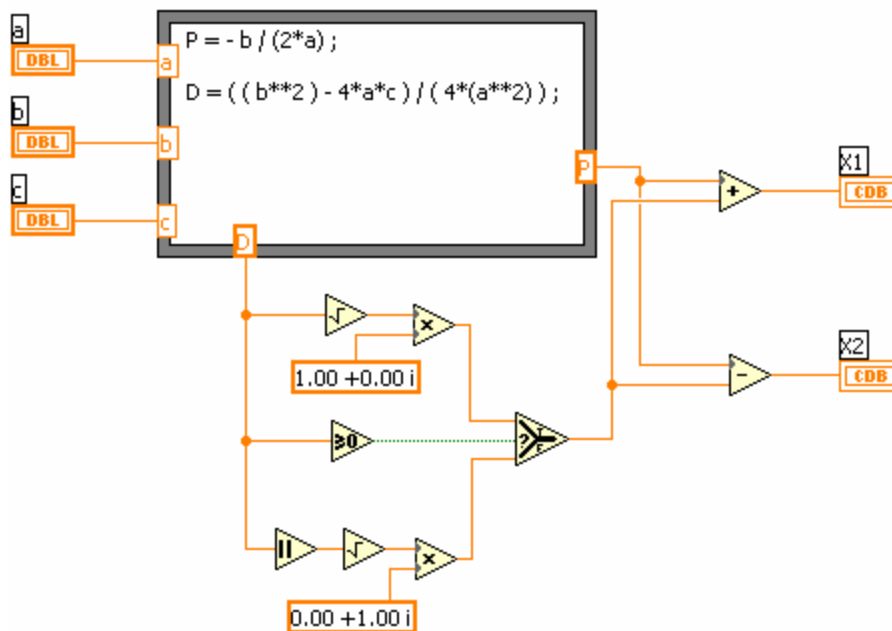 a
DBL
a
P = - b / (2*a) ;
D = ( ( b**2 ) - 4*a*c ) / ( 4*(a**2) ) ;
b
DBL
b
P
c
DBL
c
D
X1
+
CDB
√
x
1.00 +0.00 i
X2
-
CDB
≥0
?
T
F
||
√
x
0.00 +1.00 i